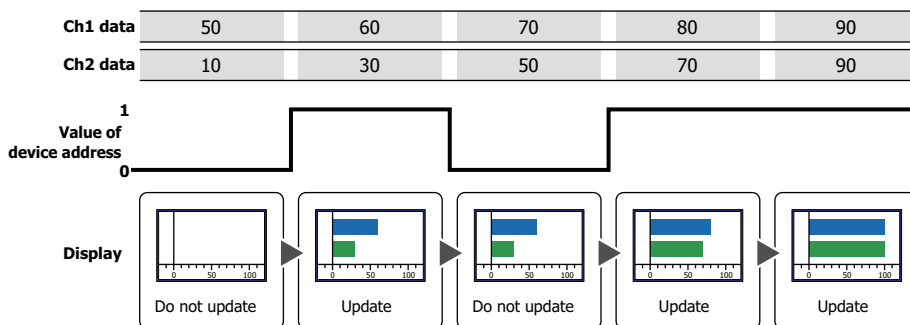 Ch1 data 50 60 70 80 90
Ch2 data 10 30 50 70 90
1
Value of
device address
0
Display
0 50 100 0 50 100 0 50 100 0 50 100 0 50 100
Do not update Update Do not update Update Update